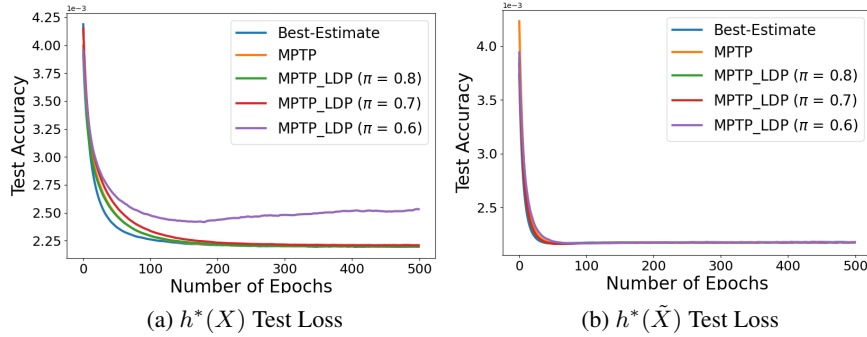 1e−3
4.25
4.00
3.75
3.50
3.25
3.00
2.75
2.50
2.25
Test Accuracy
Best-Estimate
MPTP
MPTP_LDP (π = 0.8)
MPTP_LDP (π = 0.7)
MPTP_LDP (π = 0.6)
0 100 200 300 400 500
Number of Epochs
(a) h*(X) Test Loss
1e−3
4.0
3.5
3.0
2.5
Test Accuracy
Best-Estimate
MPTP
MPTP_LDP (π = 0.8)
MPTP_LDP (π = 0.7)
MPTP_LDP (π = 0.6)
0 100 200 300 400 500
Number of Epochs
(b) h*(X̃) Test Loss